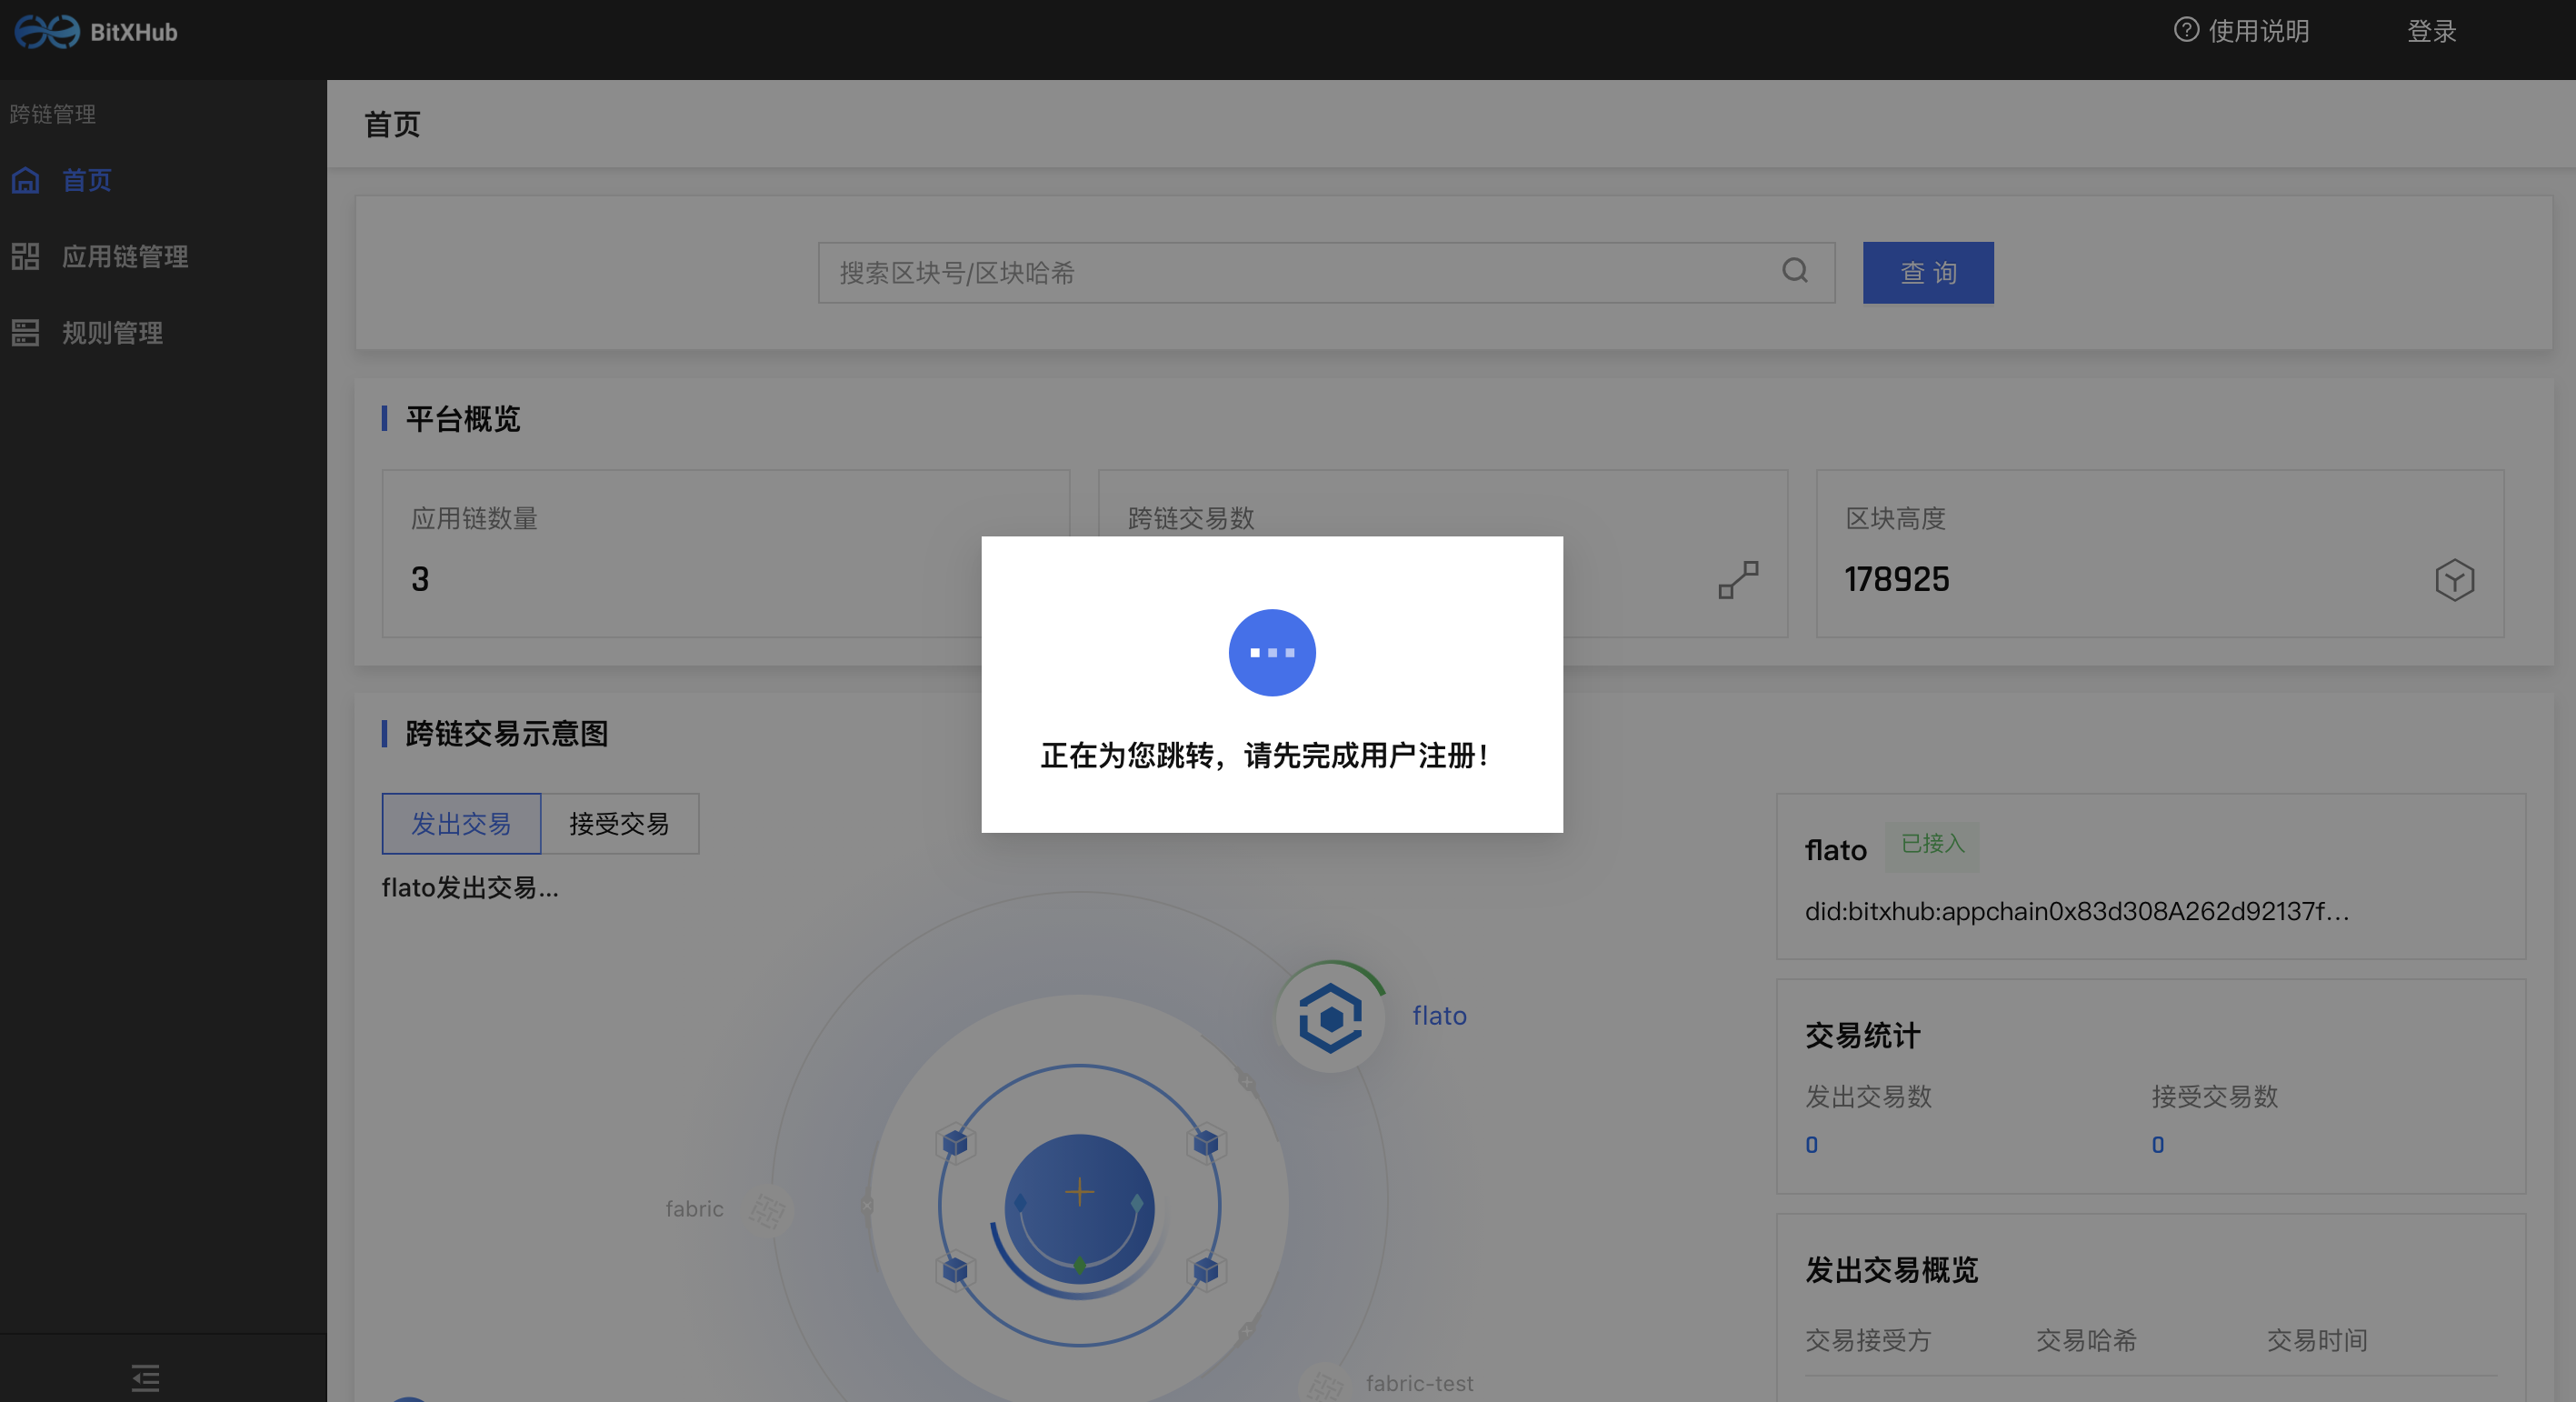 BitXHub
使用说明
登录
跨链管理
首页
应用链管理
规则管理
首页
搜索区块号/区块哈希
查 询
平台概览
应用链数量
3
跨链交易数
区块高度
178925
正在为您跳转，请先完成用户注册！
跨链交易示意图
发出交易
接受交易
flato发出交易...
flato
fabric
fabric-test
flato
已接入
did:bitxhub:appchain0x83d308A262d92137f...
交易统计
发出交易数
接受交易数
0
0
发出交易概览
交易接受方
交易哈希
交易时间